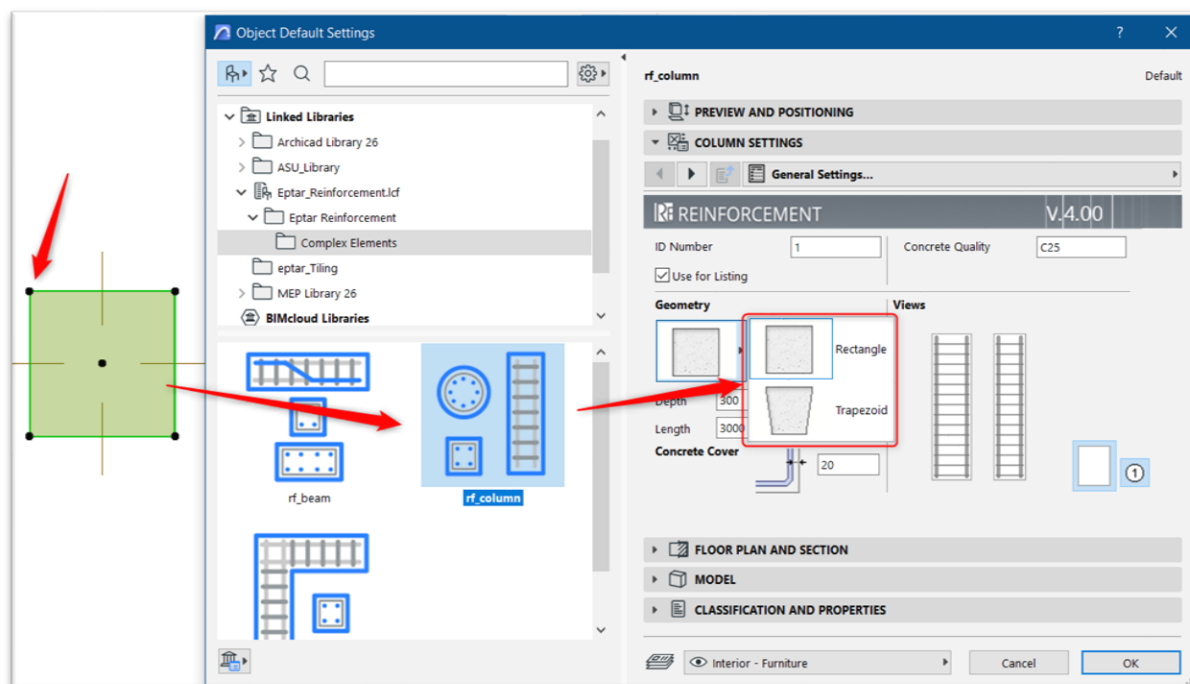 Object Default Settings
?
rf_column
Default
Linked Libraries
Archicad Library 26
ASU_Library
Eptar_Reinforcement.lcf
Eptar Reinforcement
Complex Elements
eptar_Tiling
MEP Library 26
BIMcloud Libraries
rf_beam
rf_column
PREVIEW AND POSITIONING
COLUMN SETTINGS
General Settings...
REINFORCEMENT V.4.00
ID Number 1 Concrete Quality C25
Use for Listing
Geometry Views
Rectangle
Depth 300
Trapezoid
Length 3000
Concrete Cover
20
1
FLOOR PLAN AND SECTION
MODEL
CLASSIFICATION AND PROPERTIES
Interior - Furniture
Cancel
OK